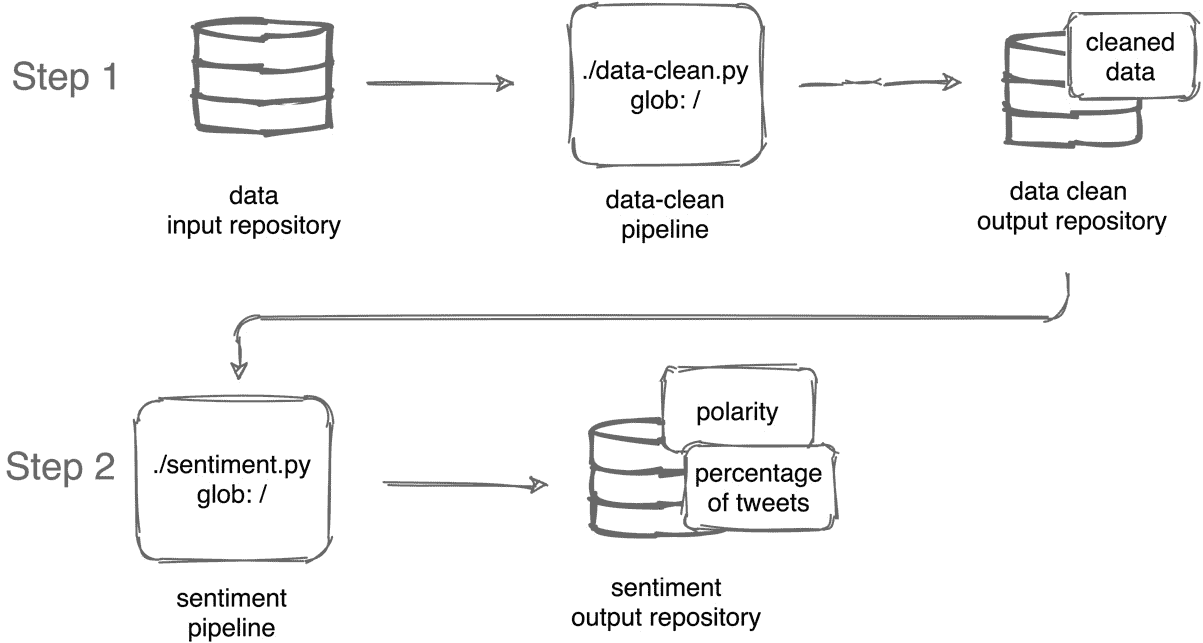 Step 1
./data-clean.py
glob: /
cleaned
data
data
input repository
data-clean
pipeline
data clean
output repository
Step 2
./sentiment.py
glob: /
polarity
percentage
of tweets
sentiment
pipeline
sentiment
output repository